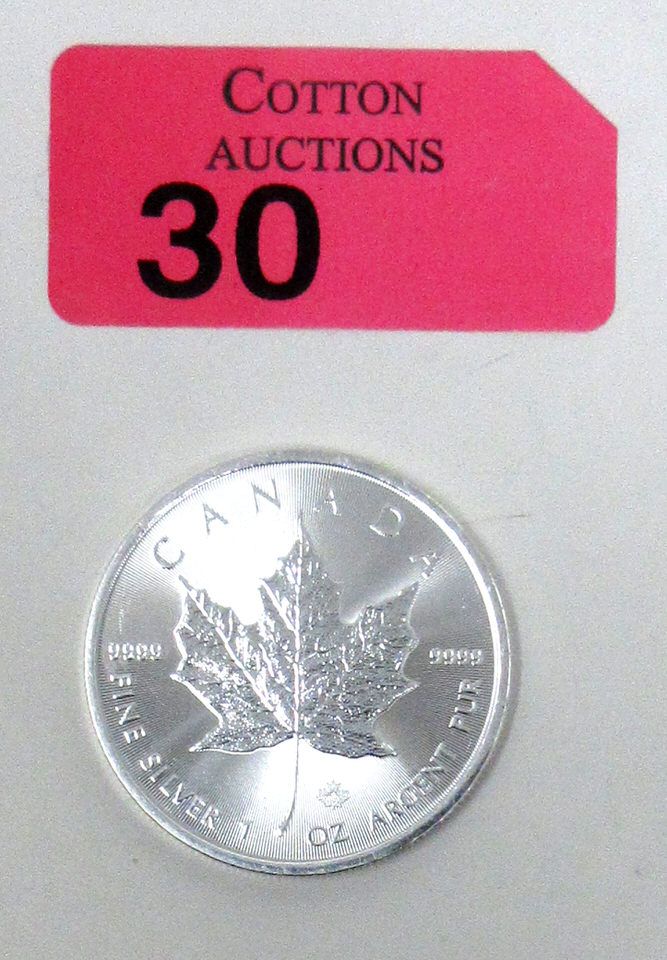 COTTON
AUCTIONS
30
CANADA
9999
9999
FINE SILVER 1 OZ ARGENT PUR